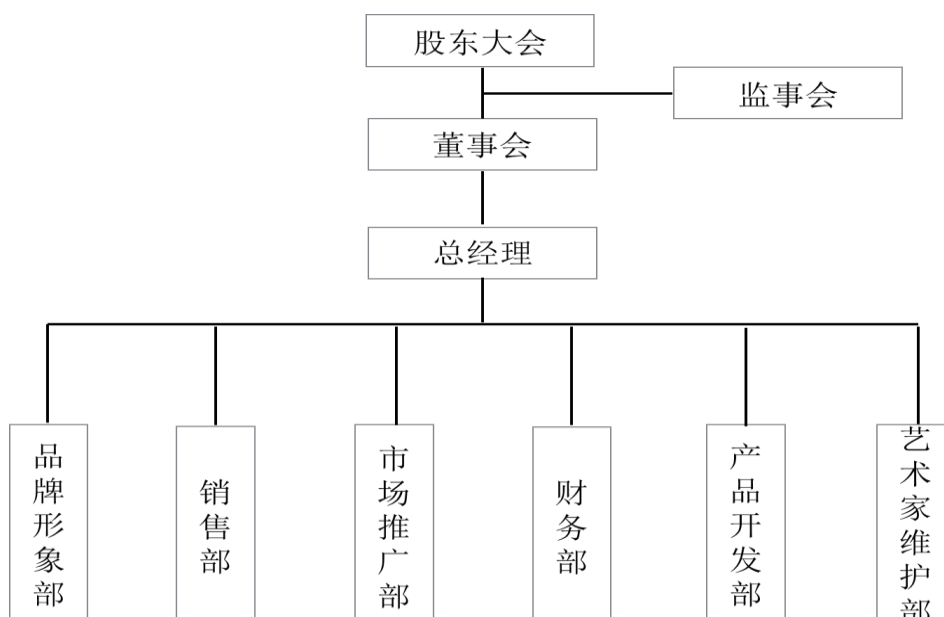 股东大会
监事会
董事会
总经理
品牌形象部
销售部
市场推广部
财务部
产品开发部
艺术家维护部